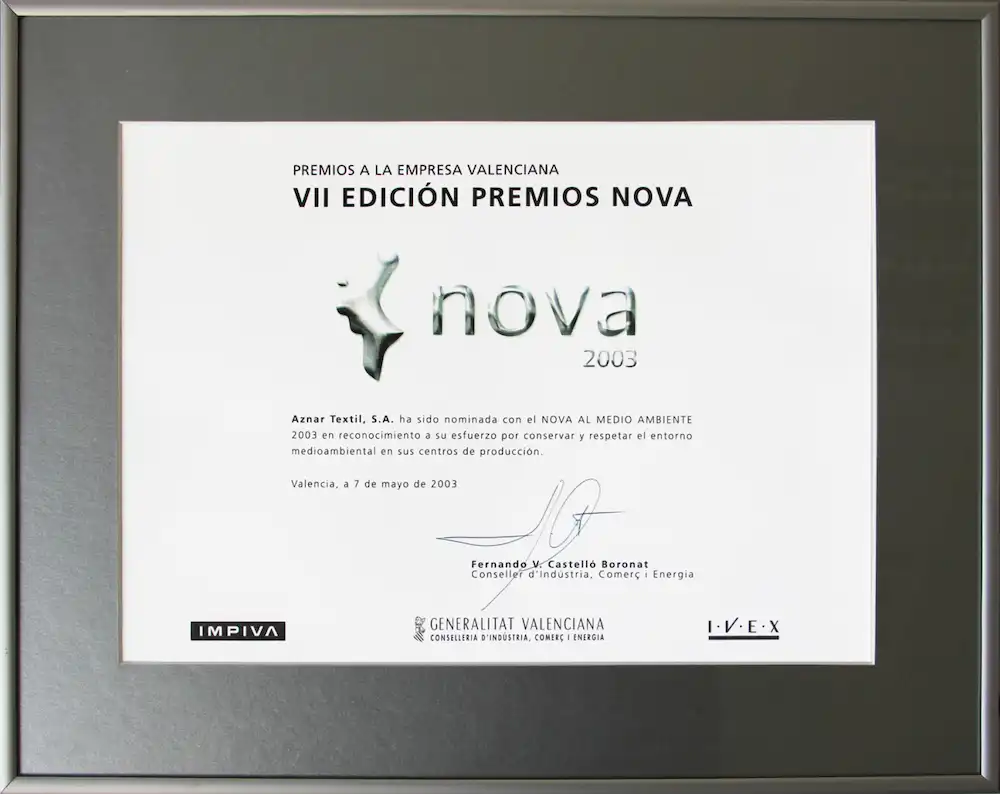 PREMIOS A LA EMPRESA VALENCIANA
VII EDICIÓN PREMIOS NOVA
nova
2003
Aznar Textil, S.A. ha sido nominada con el NOVA AL MEDIO AMBIENTE
2003 en reconocimiento a su esfuerzo por conservar y respetar el entorno
medioambiental en sus centros de producción.
Valencia, a 7 de mayo de 2003
Fernando V. Castelló Boronat
Conseller d'Indústria, Comerç i Energia
IMPIVA
GENERALITAT VALENCIANA
CONSELLERIA D'INDÚSTRIA, COMERÇ I ENERGIA
I·V·E·X